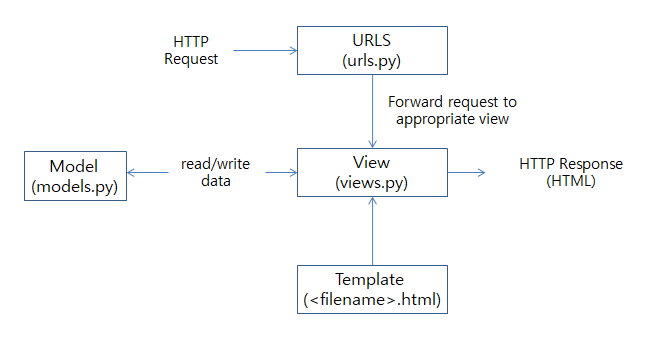 HTTP
Request
URLS
(urls.py)
Forward request to
appropriate view
Model
(models.py)
read/write
data
View
(views.py)
HTTP Response
(HTML)
Template
(<filename>.html)